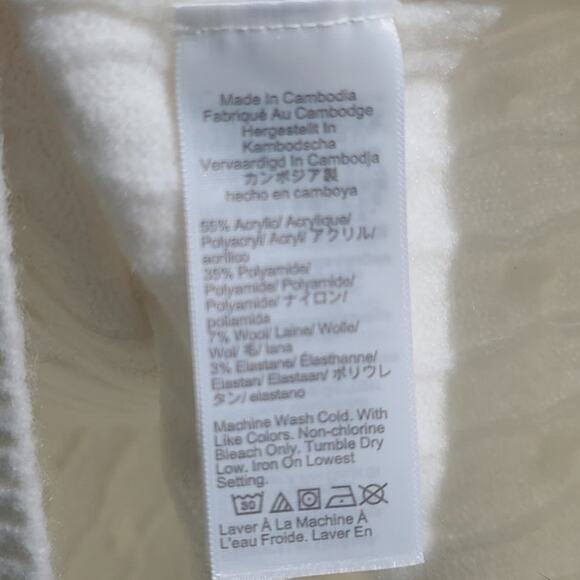 Made In Cambodia
Fabriqué Au Cambodge
Hergestellt In
Kambodscha
Vervaardigd In Cambodja
カンボジア製
hecho en camboya
55% Acrylic/ Acrylique/
Polyacryl/ Acryl/ アクリル/
acrílico
35% Polyamide/
Polyamide/ Polyamide/
Polyamide/ ナイロン/
poliamida
7% Wool/ Laine/ Wolle/
Wol/ 毛/ lana
3% Elastane/ Élasthanne/
Elastan/ Elastaan/ ポリウレ
タン/ elastano
Machine Wash Cold. With
Like Colors. Non-chlorine
Bleach Only. Tumble Dry
Low. Iron On Lowest
Setting.
30
Laver À La Machine À
L'eau Froide. Laver En